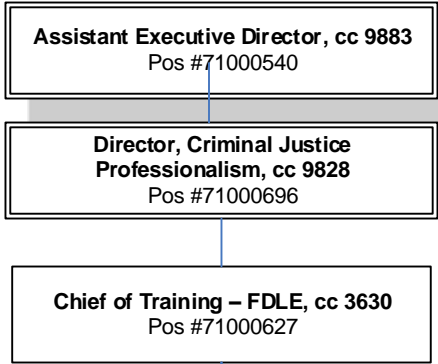 Assistant Executive Director, cc 9883
Pos #71000540
Director, Criminal Justice
Professionalism, cc 9828
Pos #71000696
Chief of Training – FDLE, cc 3630
Pos #71000627